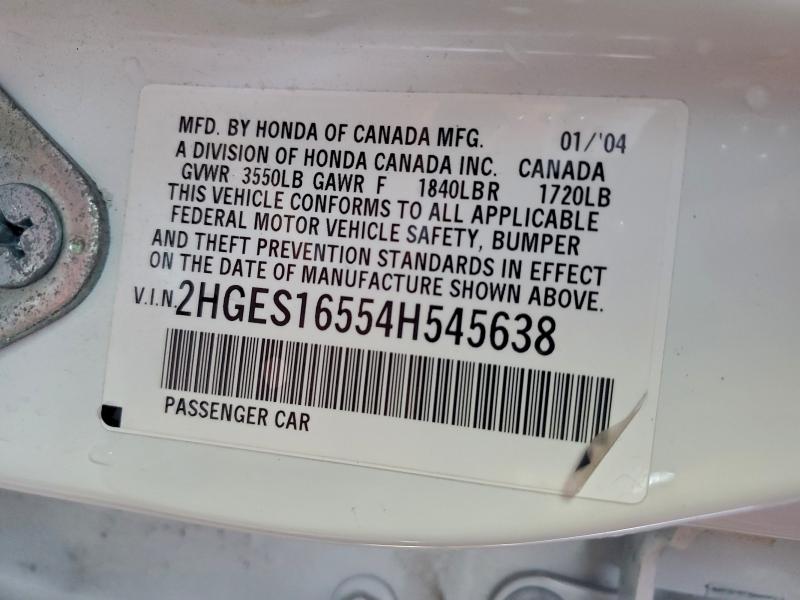 MFD. BY HONDA OF CANADA MFG. 01/'04
A DIVISION OF HONDA CANADA INC. CANADA
GVWR 3550LB GAWR F 1840LBR 1720LB
THIS VEHICLE CONFORMS TO ALL APPLICABLE
FEDERAL MOTOR VEHICLE SAFETY, BUMPER
AND THEFT PREVENTION STANDARDS IN EFFECT
ON THE DATE OF MANUFACTURE SHOWN ABOVE.
V.I.N. 2HGES16554H545638
PASSENGER CAR